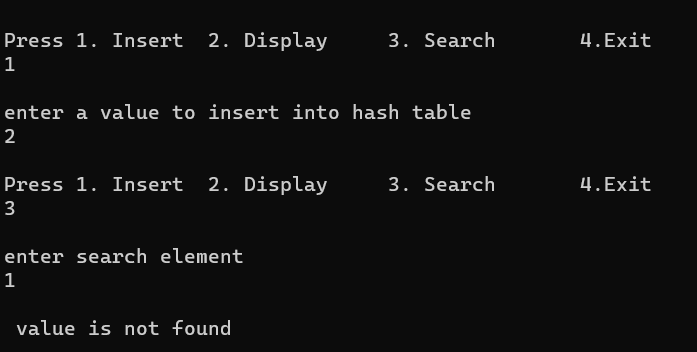 Press 1. Insert  2. Display     3. Search       4.Exit
1
enter a value to insert into hash table
2
Press 1. Insert  2. Display     3. Search       4.Exit
3
enter search element
1
 value is not found